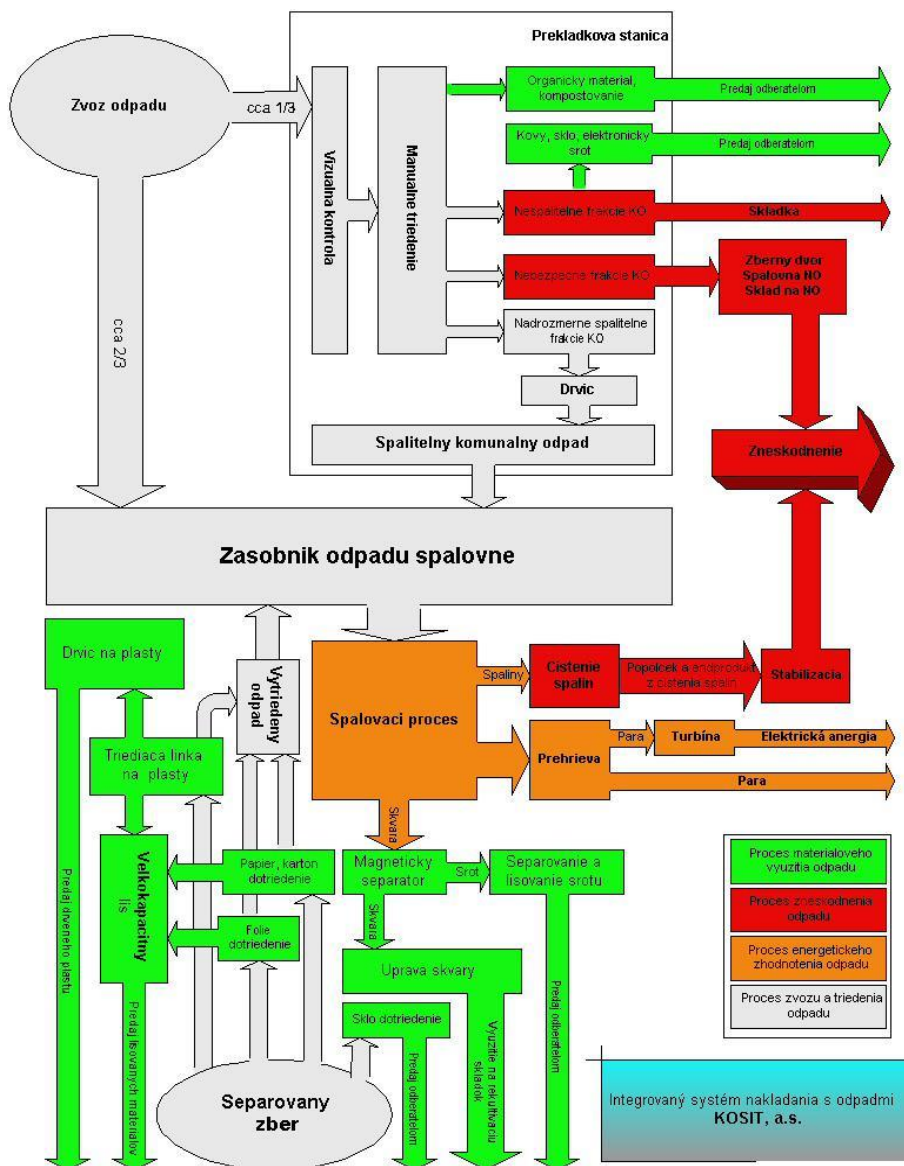 Prekladkova stanica
Zvoz odpadu
cca 1/3
Vizualna kontrola
Manualne triedenie
Organicky material,
kompostovanie
Predaj odberatelom
Kovy, sklo, elektronicky
srot
Predaj odberatelom
Nespalitelne frakcie KO
Skladka
Nebezpecne frakcie KO
Zberny dvor
Spalovna NO
Sklad na NO
Nadrozmerne spalitelne
frakcie KO
Drvic
Spalitelny komunalny odpad
cca 2/3
Zneskodnenie
Zasobnik odpadu spalovne
Drvic na plasty
Vytriedeny
odpad
Spalovaci proces
Spaliny
Cistenie
spalin
Popolcek a endprodukt
z cistenia spalin
Stabilizacia
Triediaca linka
na plasty
Prehrieva
Para
Turbína
Elektrická anergia
Para
Skvara
Velkokapacitny
lis
Papier, karton
dotriedenie
Magneticky
separator
Srot
Separovanie a
lisovanie srotu
Folie
dotriedenie
Skvara
Uprava skvary
Sklo dotriedenie
Predaj drveneho plastu
Predaj lisovanych materialov
Separovany
zber
Predaj odberatelom
Vyuzitie na rekultivaciu
skladok
Predaj odberatelom
Proces materialoveho
vyuzitia odpadu
Proces zneskodnenia
odpadu
Proces energetickeho
zhodnotenia odpadu
Proces zvozu a triedenia
odpadu
Integrovaný systém nakladania s odpadmi
KOSIT, a.s.